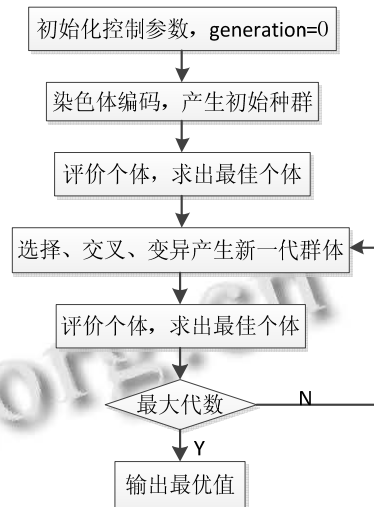 初始化控制参数，generation=0
染色体编码，产生初始种群
评价个体，求出最佳个体
选择、交叉、变异产生新一代群体
评价个体，求出最佳个体
最大代数
N
Y
输出最优值
org.cn